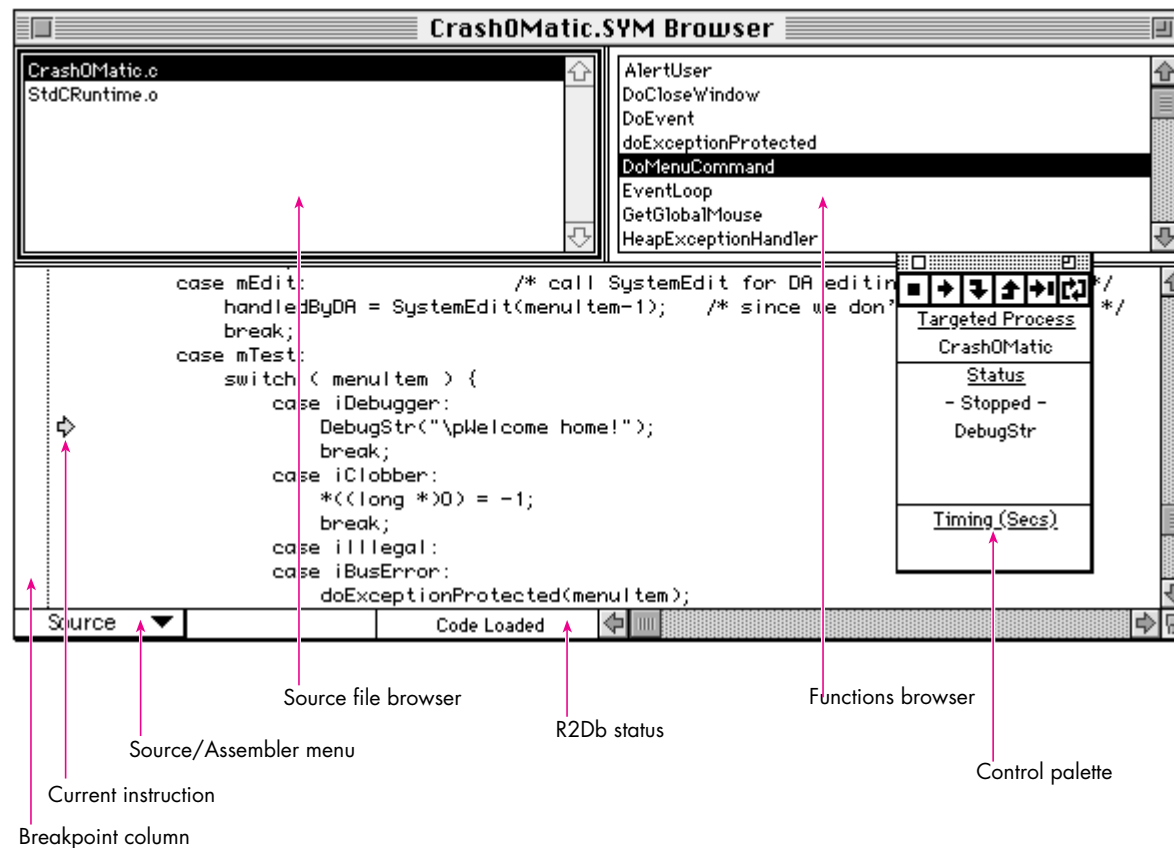 CrashOMatic.SYM Browser
CrashOMatic.c
StdCRuntime.o
AlertUser
DoCloseWindow
DoEvent
doExceptionProtected
DoMenuCommand
EventLoop
GetGlobalMouse
HeapExceptionHandler
case mEdit: /* call SystemEdit for DA editin */
handledByDA = SystemEdit(menuItem-1); /* since we don' */
break;
case mTest:
switch ( menuItem ) {
case iDebugger:
DebugStr("\pWelcome home!");
break;
case iClobber:
*((long *)0) = -1;
break;
case iIllegal:
case iBusError:
doExceptionProtected(menuItem);
Targeted Process
CrashOMatic
Status
- Stopped -
DebugStr
Timing (Secs)
Source
Code Loaded
Source file browser
Functions browser
R2Db status
Source/Assembler menu
Control palette
Current instruction
Breakpoint column